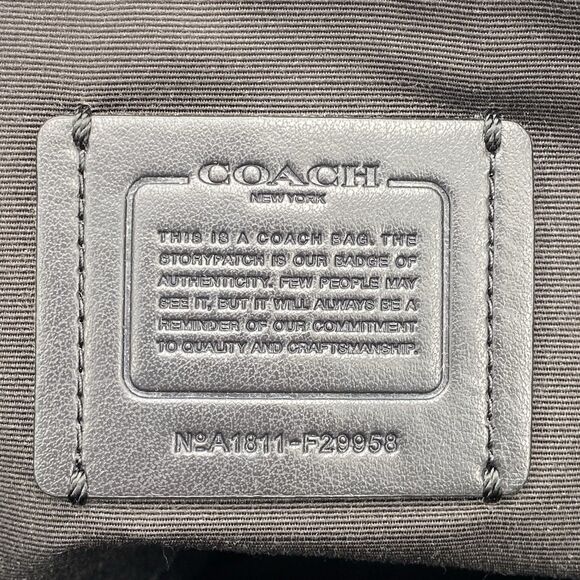 COACH
NEW YORK
THIS IS A COACH BAG. THE
STORYPATCH IS OUR BADGE OF
AUTHENTICITY. FEW PEOPLE MAY
SEE IT, BUT IT WILL ALWAYS BE A
REMINDER OF OUR COMMITMENT
TO QUALITY AND CRAFTSMANSHIP.
NºA1811-F29958